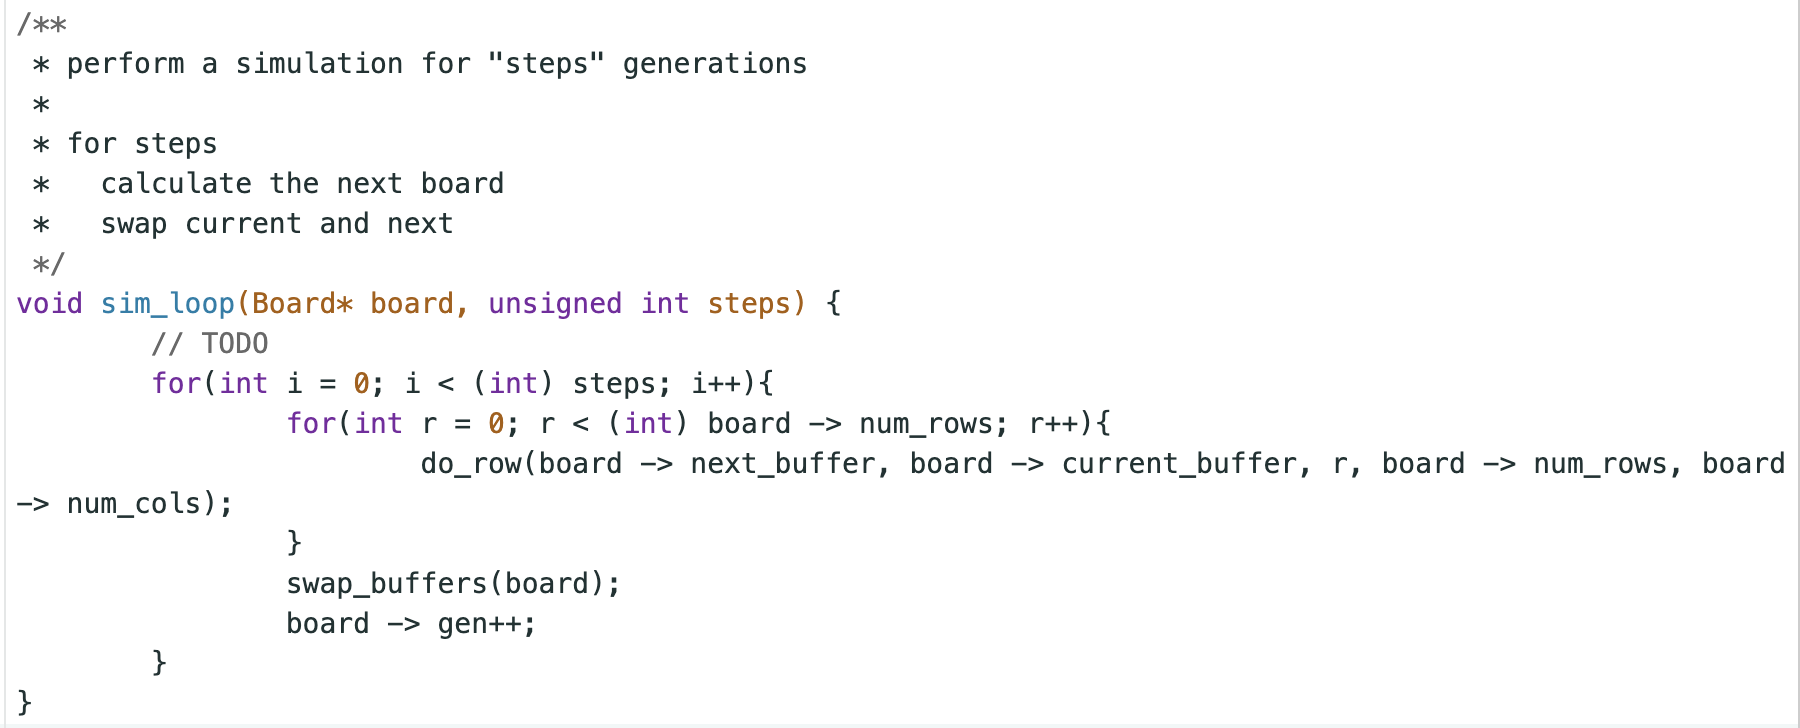 /**
 * perform a simulation for "steps" generations
 *
 * for steps
 *   calculate the next board
 *   swap current and next
 */
void sim_loop(Board* board, unsigned int steps) {
        // TODO
        for(int i = 0; i < (int) steps; i++){
                for(int r = 0; r < (int) board -> num_rows; r++){
                        do_row(board -> next_buffer, board -> current_buffer, r, board -> num_rows, board
-> num_cols);
                }
                swap_buffers(board);
                board -> gen++;
        }
}